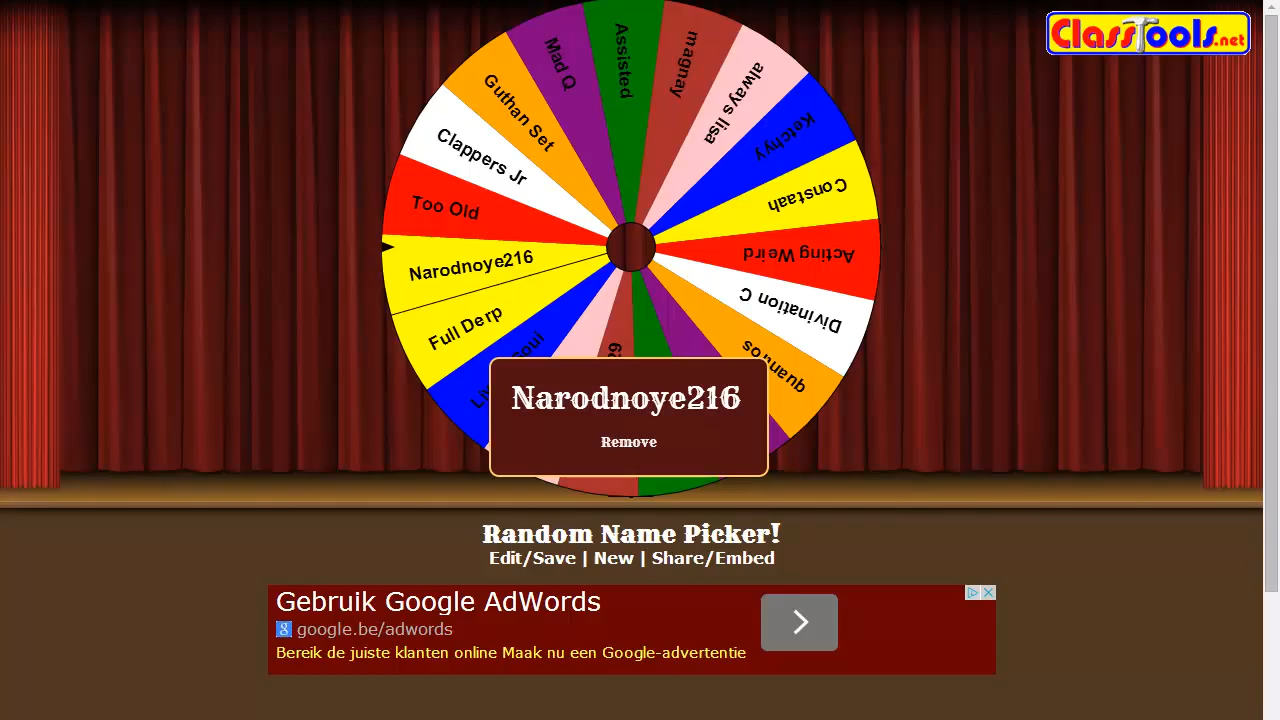 ClassTools.net
Assisted
magnay
Mad Q
always lisa
Guthan Set
Ketchyy
Clappers Jr
Constaah
Too Old
Acting Weird
Narodnoye216
Divination C
Full Derp
Narodnoye216
Remove
Random Name Picker!
Edit/Save | New | Share/Embed
Gebruik Google AdWords
google.be/adwords
Bereik de juiste klanten online Maak nu een Google-advertentie